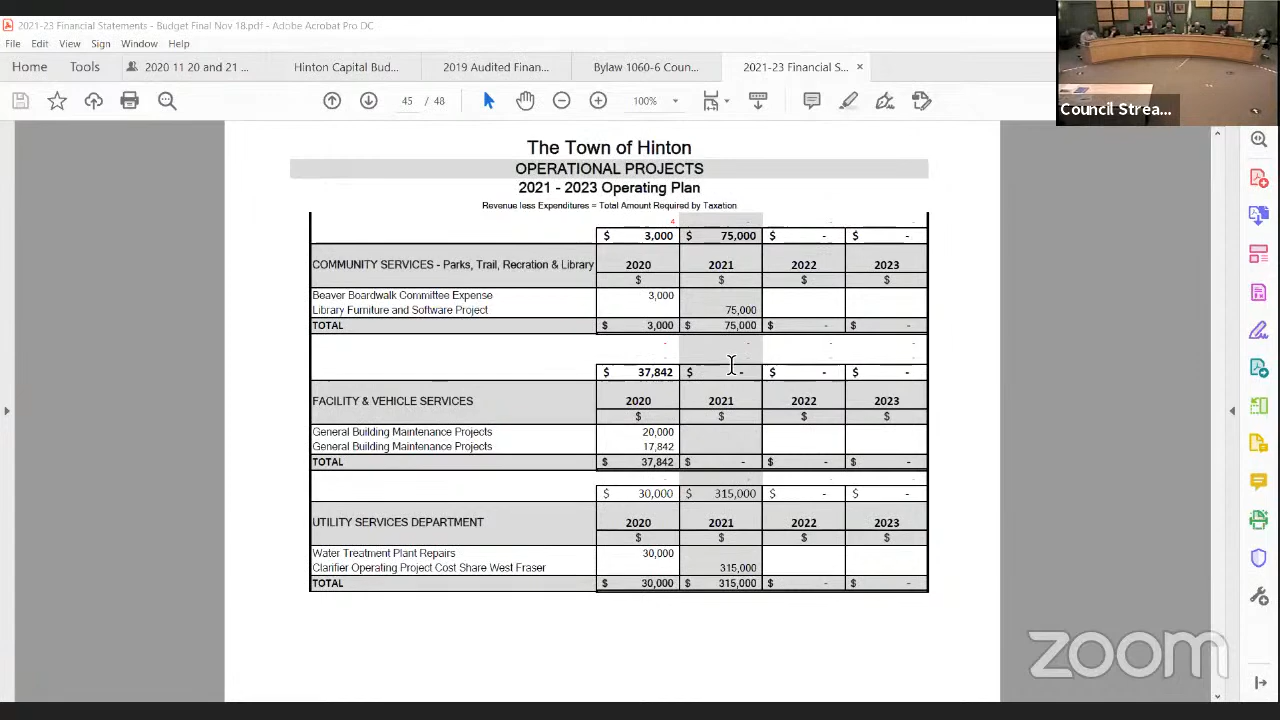 2021-23 Financial Statements - Budget Final Nov 18.pdf - Adobe Acrobat Pro DC
File Edit View Sign Window Help
Home Tools 2020 11 20 and 21 ... Hinton Capital Bud... 2019 Audited Finan... Bylaw 1060-6 Coun... 2021-23 Financial S... ×
45 / 48 100%
Council Strea...
The Town of Hinton
OPERATIONAL PROJECTS
2021 - 2023 Operating Plan
Revenue less Expenditures = Total Amount Required by Taxation
4 - - -
$ 3,000 $ 75,000 $ - $ -
COMMUNITY SERVICES - Parks, Trail, Recration & Library 2020 2021 2022 2023
$ $ $ $
Beaver Boardwalk Committee Expense 3,000
Library Furniture and Software Project 75,000
TOTAL $ 3,000 $ 75,000 $ - $ -
- - - -
- - - -
$ 37,842 $ - $ - $ -
FACILITY & VEHICLE SERVICES 2020 2021 2022 2023
$ $ $ $
General Building Maintenance Projects 20,000
General Building Maintenance Projects 17,842
TOTAL $ 37,842 $ - $ - $ -
- - - -
$ 30,000 $ 315,000 $ - $ -
UTILITY SERVICES DEPARTMENT 2020 2021 2022 2023
$ $ $ $
Water Treatment Plant Repairs 30,000
Clarifier Operating Project Cost Share West Fraser 315,000
TOTAL $ 30,000 $ 315,000 $ - $ -
zoom